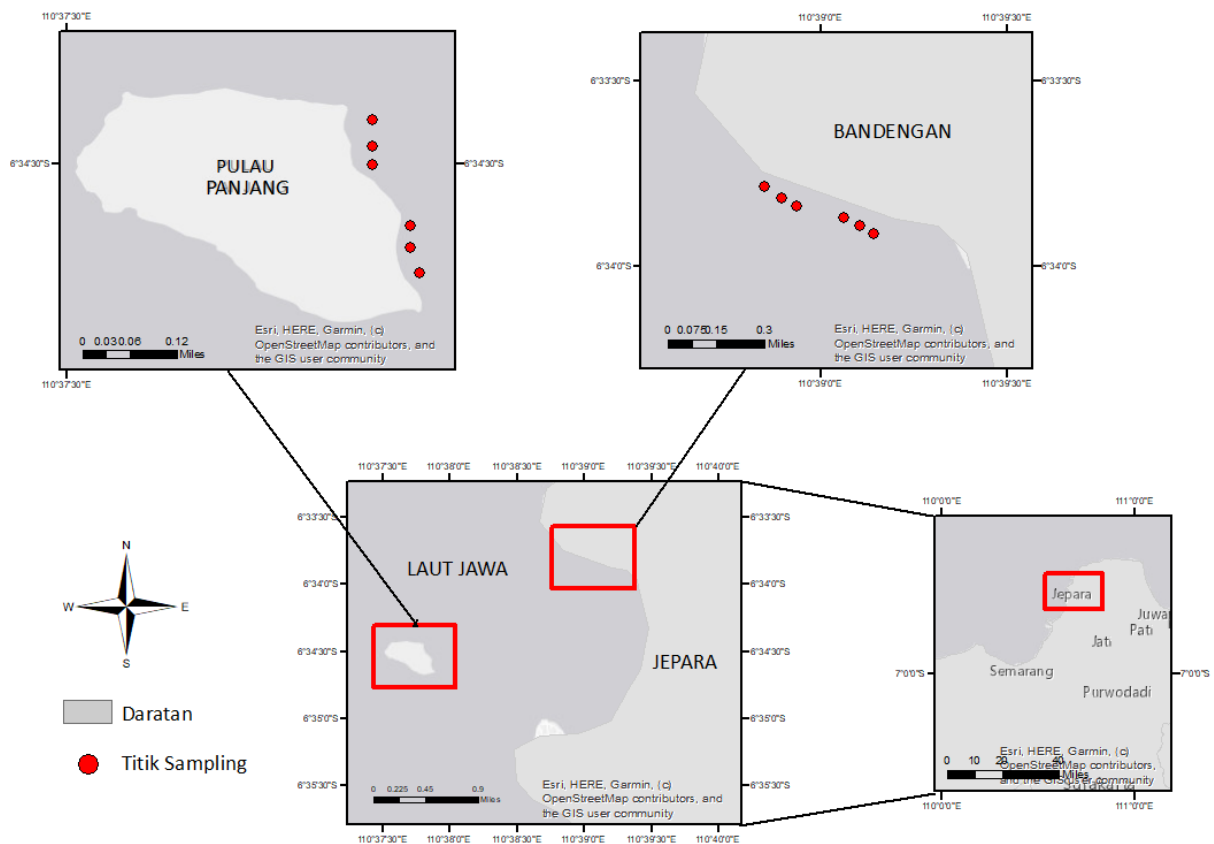 110°37'30"E
6°34'30"S
6°34'30"S
PULAU
PANJANG
Esri, HERE, Garmin, (c)
OpenStreetMap contributors, and
the GIS user community
0 0.03 0.06 0.12
Miles
110°37'30"E
110°39'0"E 110°39'30"E
6°33'30"S
6°33'30"S
BANDENGAN
6°34'0"S
6°34'0"S
Esri, HERE, Garmin, (c)
OpenStreetMap contributors, and
the GIS user community
0 0.075 0.15 0.3
Miles
110°39'0"E 110°39'30"E
110°37'30"E 110°38'0"E 110°38'30"E 110°39'0"E 110°39'30"E 110°40'0"E
6°33'30"S
6°33'30"S
LAUT JAWA
6°34'0"S
6°34'0"S
6°34'30"S
6°34'30"S
JEPARA
6°35'0"S
6°35'0"S
6°35'30"S
6°35'30"S
Esri, HERE, Garmin, (c)
OpenStreetMap contributors, and
the GIS user community
0 0.225 0.45 0.9
Miles
110°37'30"E 110°38'0"E 110°38'30"E 110°39'0"E 110°39'30"E 110°40'0"E
110°0'0"E 111°0'0"E
Jepara
Juwa
Pati
Jati
Semarang
7°0'0"S
7°0'0"S
Purwodadi
Esri, HERE, Garmin, (c)
OpenStreetMap contributors,
and the GIS user community
0 10 20 40
Miles
110°0'0"E 111°0'0"E
N
W E
S
Daratan
Titik Sampling